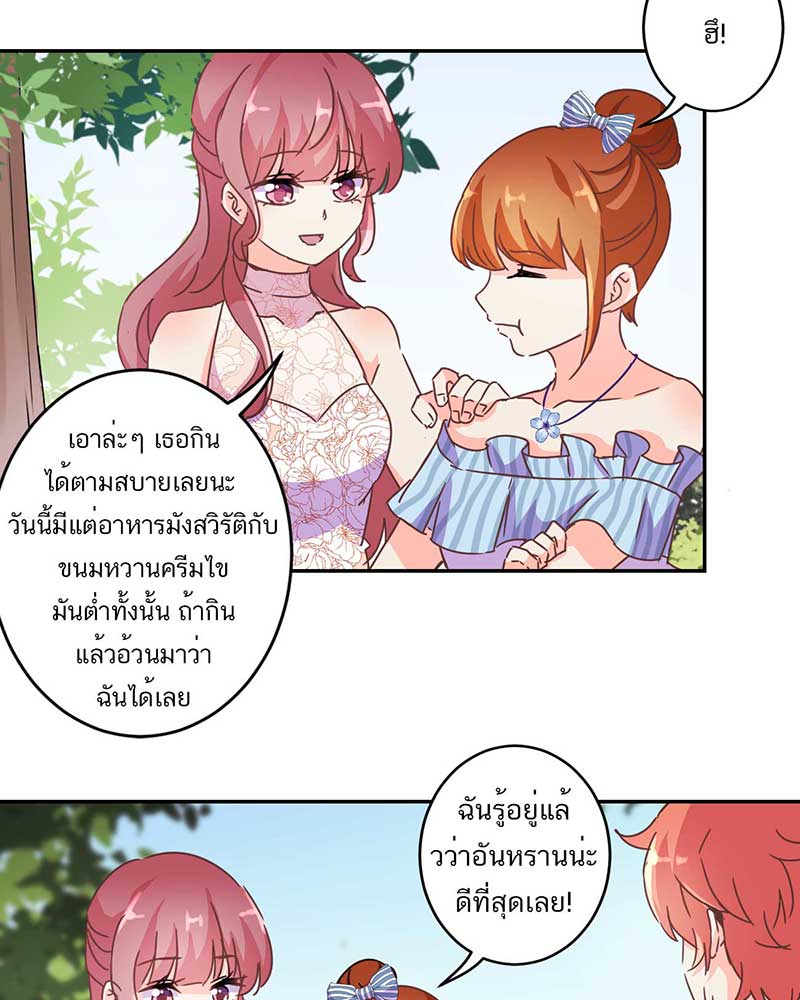 ฮึ!
เอาล่ะๆ เธอกิน
ได้ตามสบายเลยนะ
วันนี้มีแต่อาหารมังสวิรัติกับ
ขนมหวานครีมไข
มันต่ำทั้งนั้น ถ้ากิน
แล้วอ้วนมาว่า
ฉันได้เลย
ฉันรู้อยู่แล้
วว่าอันหรานน่ะ
ดีที่สุดเลย!